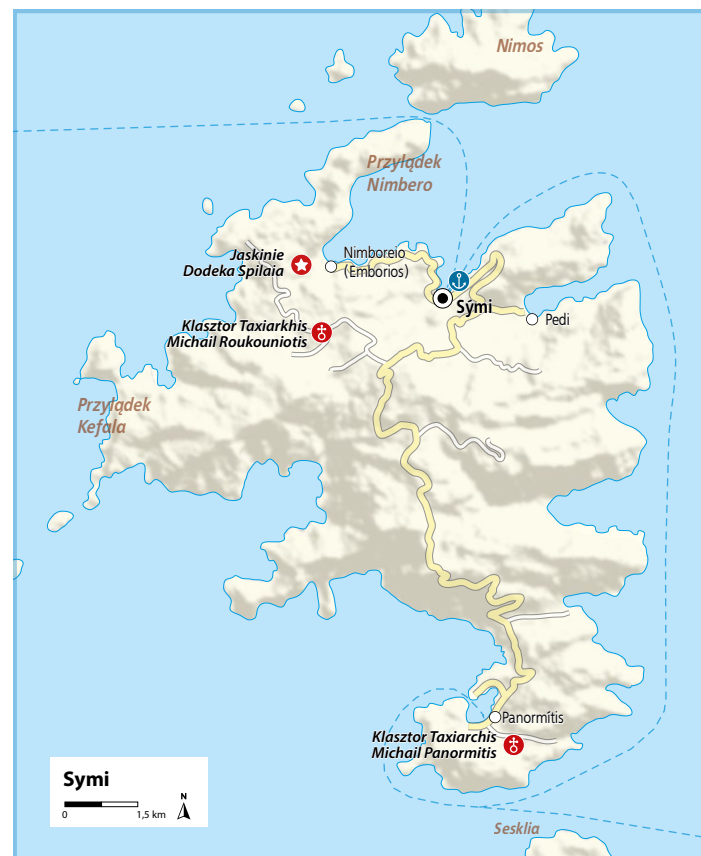 Nimos
Przylądek
Nimbero
Jaskinie
Dodeka Spilaia
Nimboreio
(Emborios)
Sými
Pedi
Klasztor Taxiarkhis
Michail Roukouniotis
Przylądek
Kefala
Panormítis
Klasztor Taxiarchis
Michail Panormitis
Symi
0
1,5 km
N
Sesklia